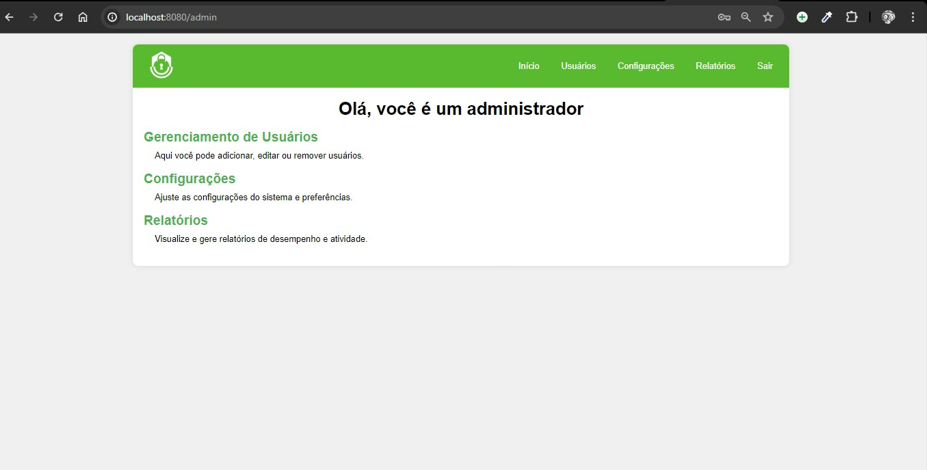 localhost:8080/admin
Início Usuários Configurações Relatórios Sair
Olá, você é um administrador
Gerenciamento de Usuários
Aqui você pode adicionar, editar ou remover usuários.
Configurações
Ajuste as configurações do sistema e preferências.
Relatórios
Visualize e gere relatórios de desempenho e atividade.